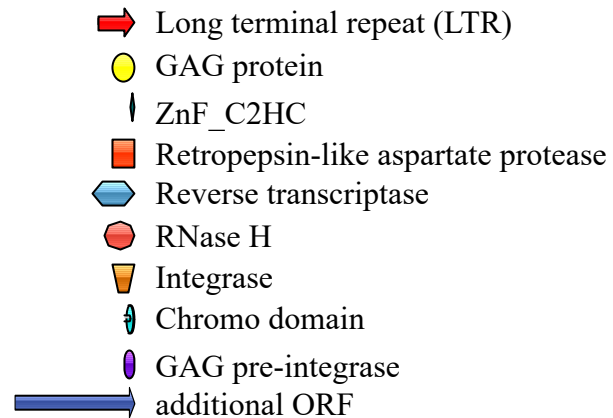 Long terminal repeat (LTR)
GAG protein
ZnF_C2HC
Retropepsin-like aspartate protease
Reverse transcriptase
RNase H
Integrase
Chromo domain
GAG pre-integrase
additional ORF